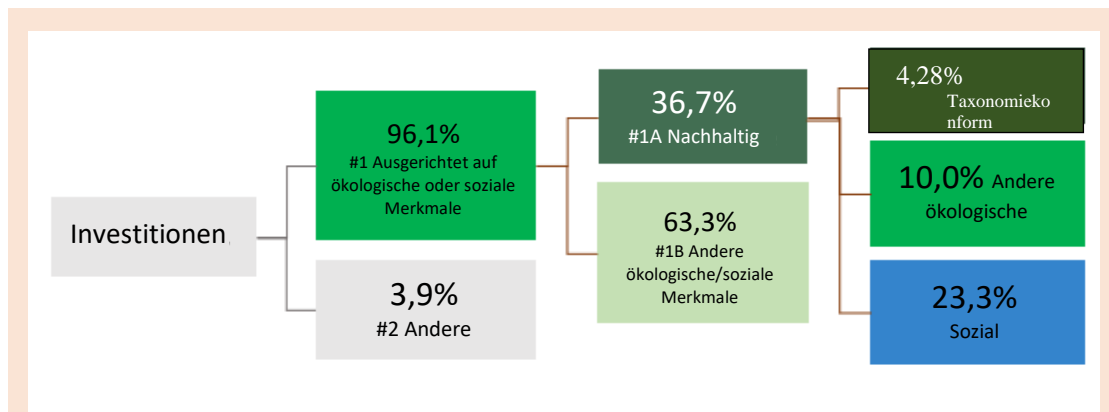 Investitionen
96,1%
#1 Ausgerichtet auf
ökologische oder soziale
Merkmale
3,9%
#2 Andere
36,7%
#1A Nachhaltig
63,3%
#1B Andere
ökologische/soziale
Merkmale
4,28%
Taxonomieko
nform
10,0% Andere
ökologische
23,3%
Sozial